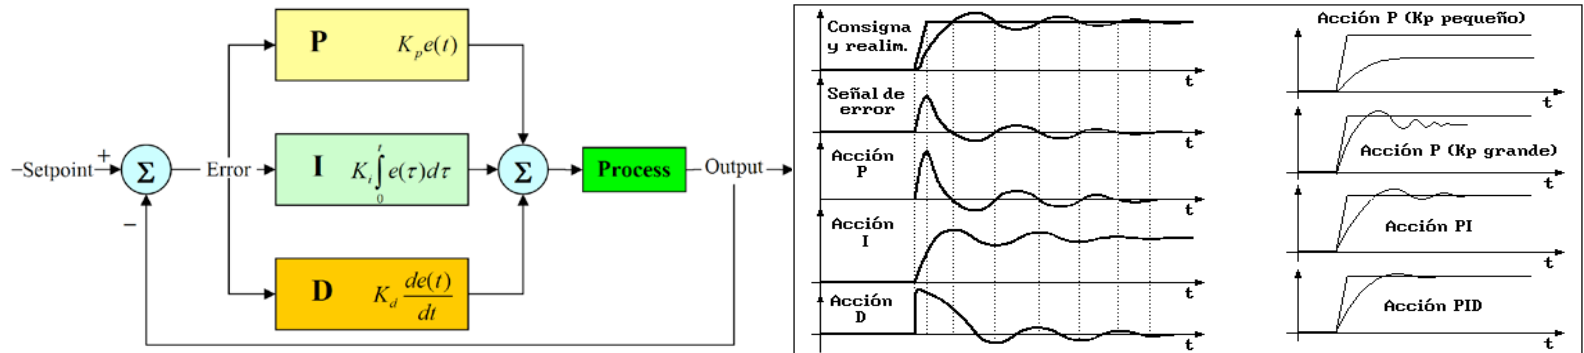 P K_p e(t)
Setpoint + Σ Error I K_i ∫_0^t e(τ)dτ Σ Process Output
−
D K_d de(t)/dt
Consigna
y realim.
t
Señal de
error
t
Acción
P
t
Acción
I
t
Acción
D
t
Acción P (Kp pequeño)
t
Acción P (Kp grande)
t
Acción PI
t
Acción PID
t